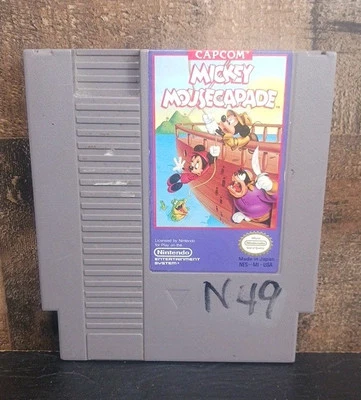 CAPCOM
MICKEY
MOUSECAPADE
Licensed by Nintendo
for Play on the
Nintendo
ENTERTAINMENT
SYSTEM
Made in Japan
NES-MI-USA
N49